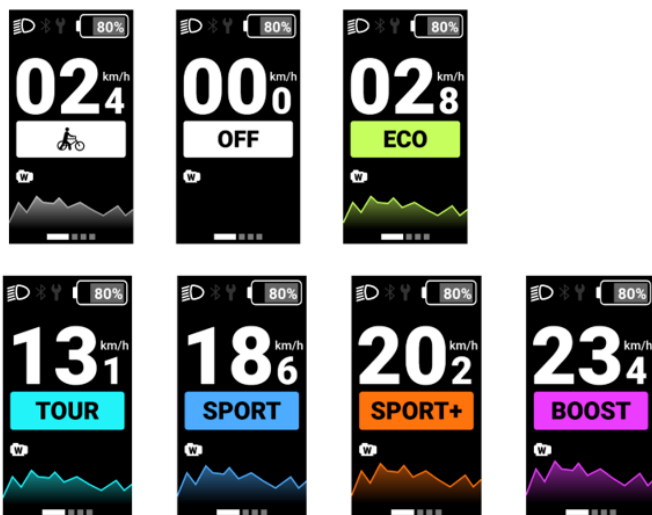 80%
km/h
02 4
W
80%
km/h
00 0
OFF
W
80%
km/h
02 8
ECO
W
80%
km/h
13 1
TOUR
W
80%
km/h
18 6
SPORT
W
80%
km/h
20 2
SPORT+
W
80%
km/h
23 4
BOOST
W